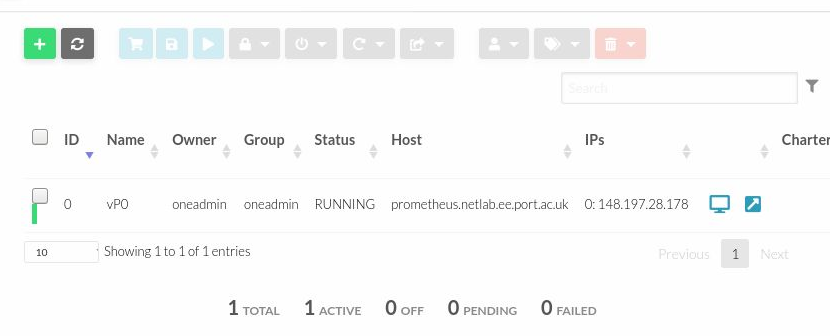 Search
ID Name Owner Group Status Host IPs Charter
0 vP0 oneadmin oneadmin RUNNING prometheus.netlab.ee.port.ac.uk 0: 148.197.28.178
10 Showing 1 to 1 of 1 entries Previous 1 Next
1 TOTAL 1 ACTIVE 0 OFF 0 PENDING 0 FAILED